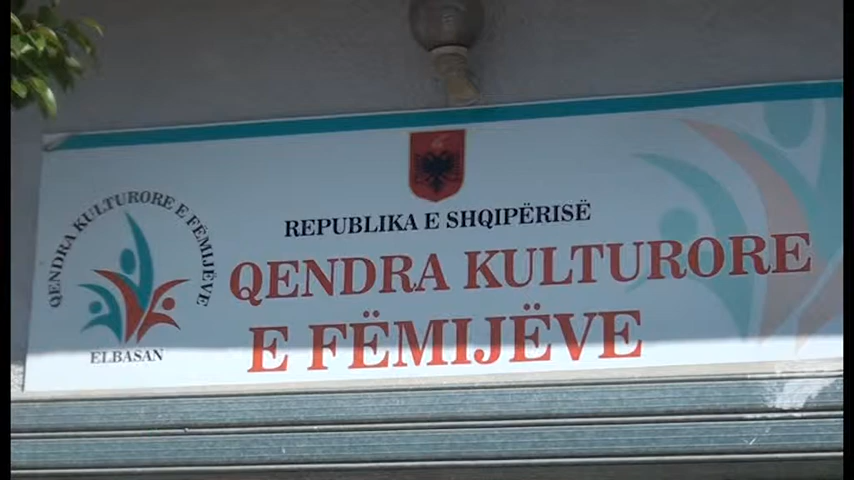 REPUBLIKA E SHQIPËRISË
QENDRA KULTURORE
E FËMIJËVE
QENDRA KULTURORE E FËMIJËVE
ELBASAN